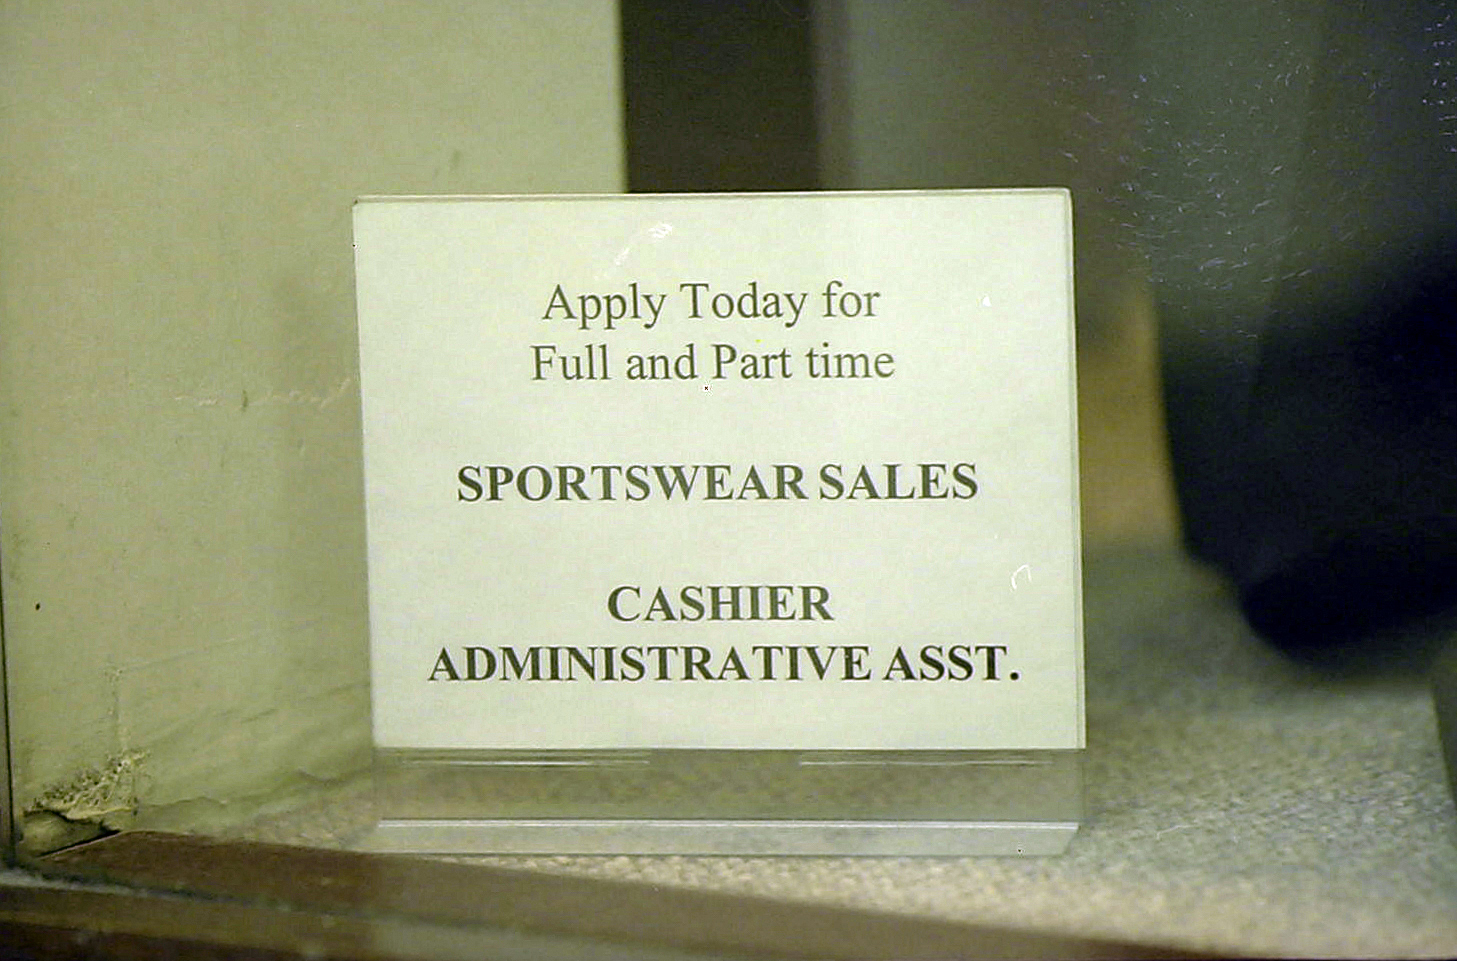 Apply Today for
Full and Part time
SPORTSWEAR SALES
CASHIER
ADMINISTRATIVE ASST.